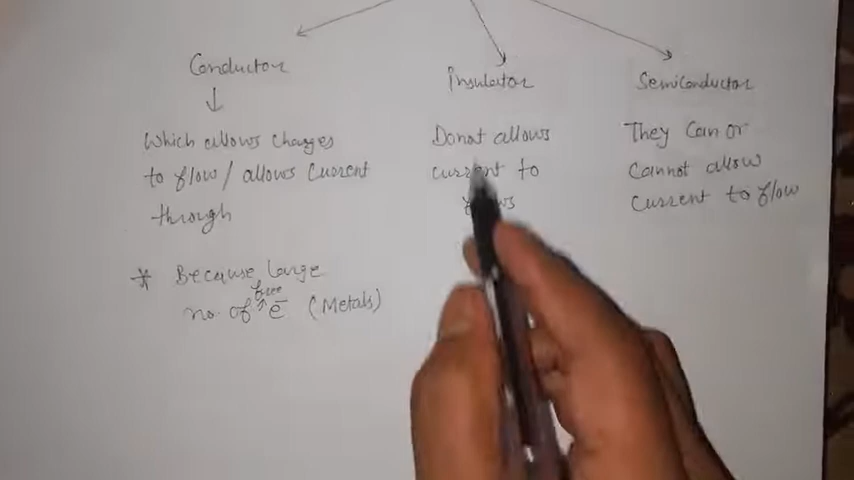 Conductor
Which allows charges
to flow / allows Current
through
* Because large
free
no. of e- (Metals)
Insulator
Donot allows
current to
Semiconductor
They Can or
Cannot allow
Current to flow